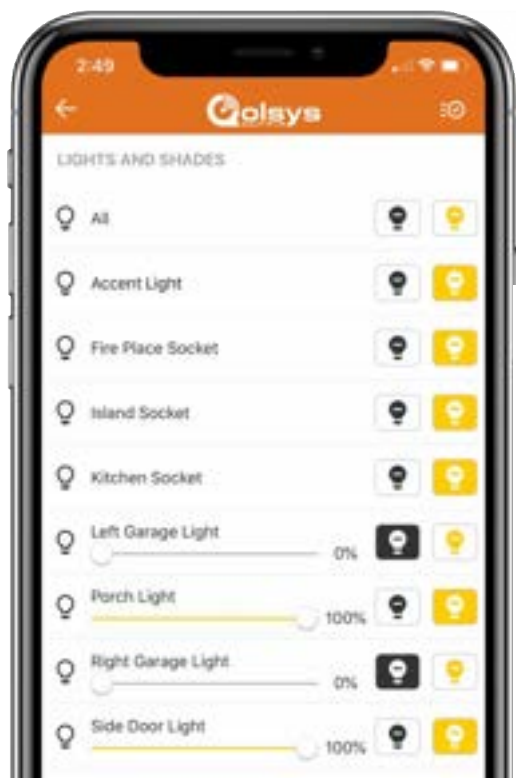 2:49
Qolsys
LIGHTS AND SHADES
All
Accent Light
Fire Place Socket
Island Socket
Kitchen Socket
Left Garage Light
0%
Porch Light
100%
Right Garage Light
0%
Side Door Light
100%